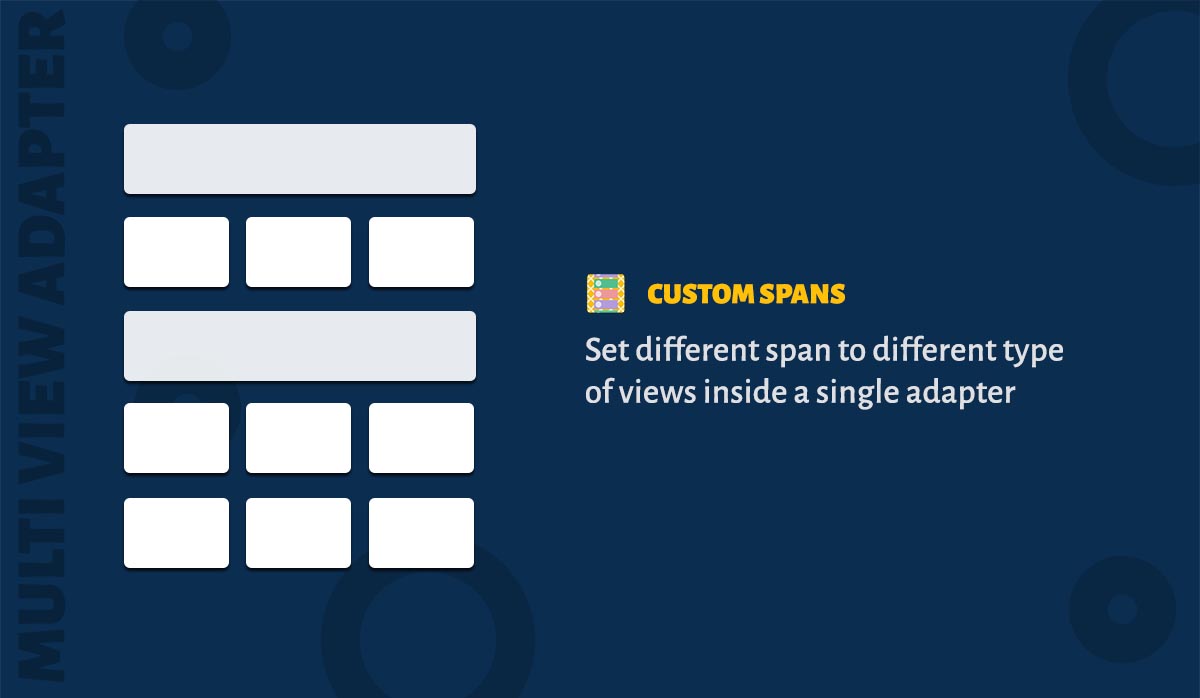 MULTI VIEW ADAPTER
CUSTOM SPANS
Set different span to different type
of views inside a single adapter